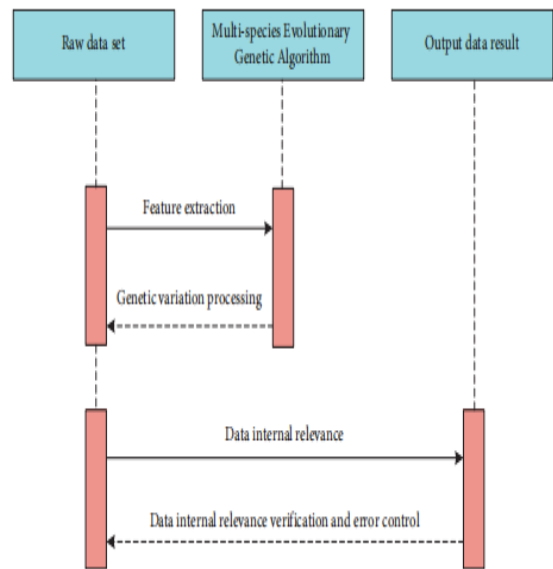 Raw data set
Multi-species Evolutionary
Genetic Algorithm
Output data result
Feature extraction
Genetic variation processing
Data internal relevance
Data internal relevance verification and error control